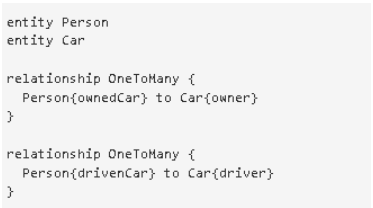 entity Person
entity Car
relationship OneToMany {
Person{ownedCar} to Car{owner}
}
relationship OneToMany {
Person{drivenCar} to Car{driver}
}